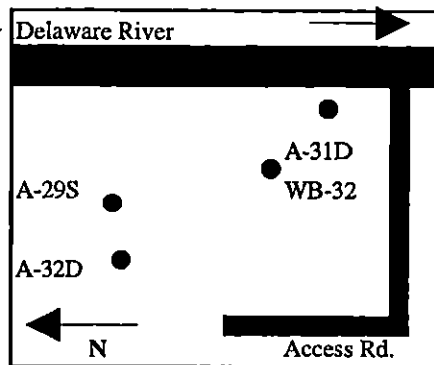 Delaware River
A-31D
A-29S
WB-32
A-32D
N
Access Rd.